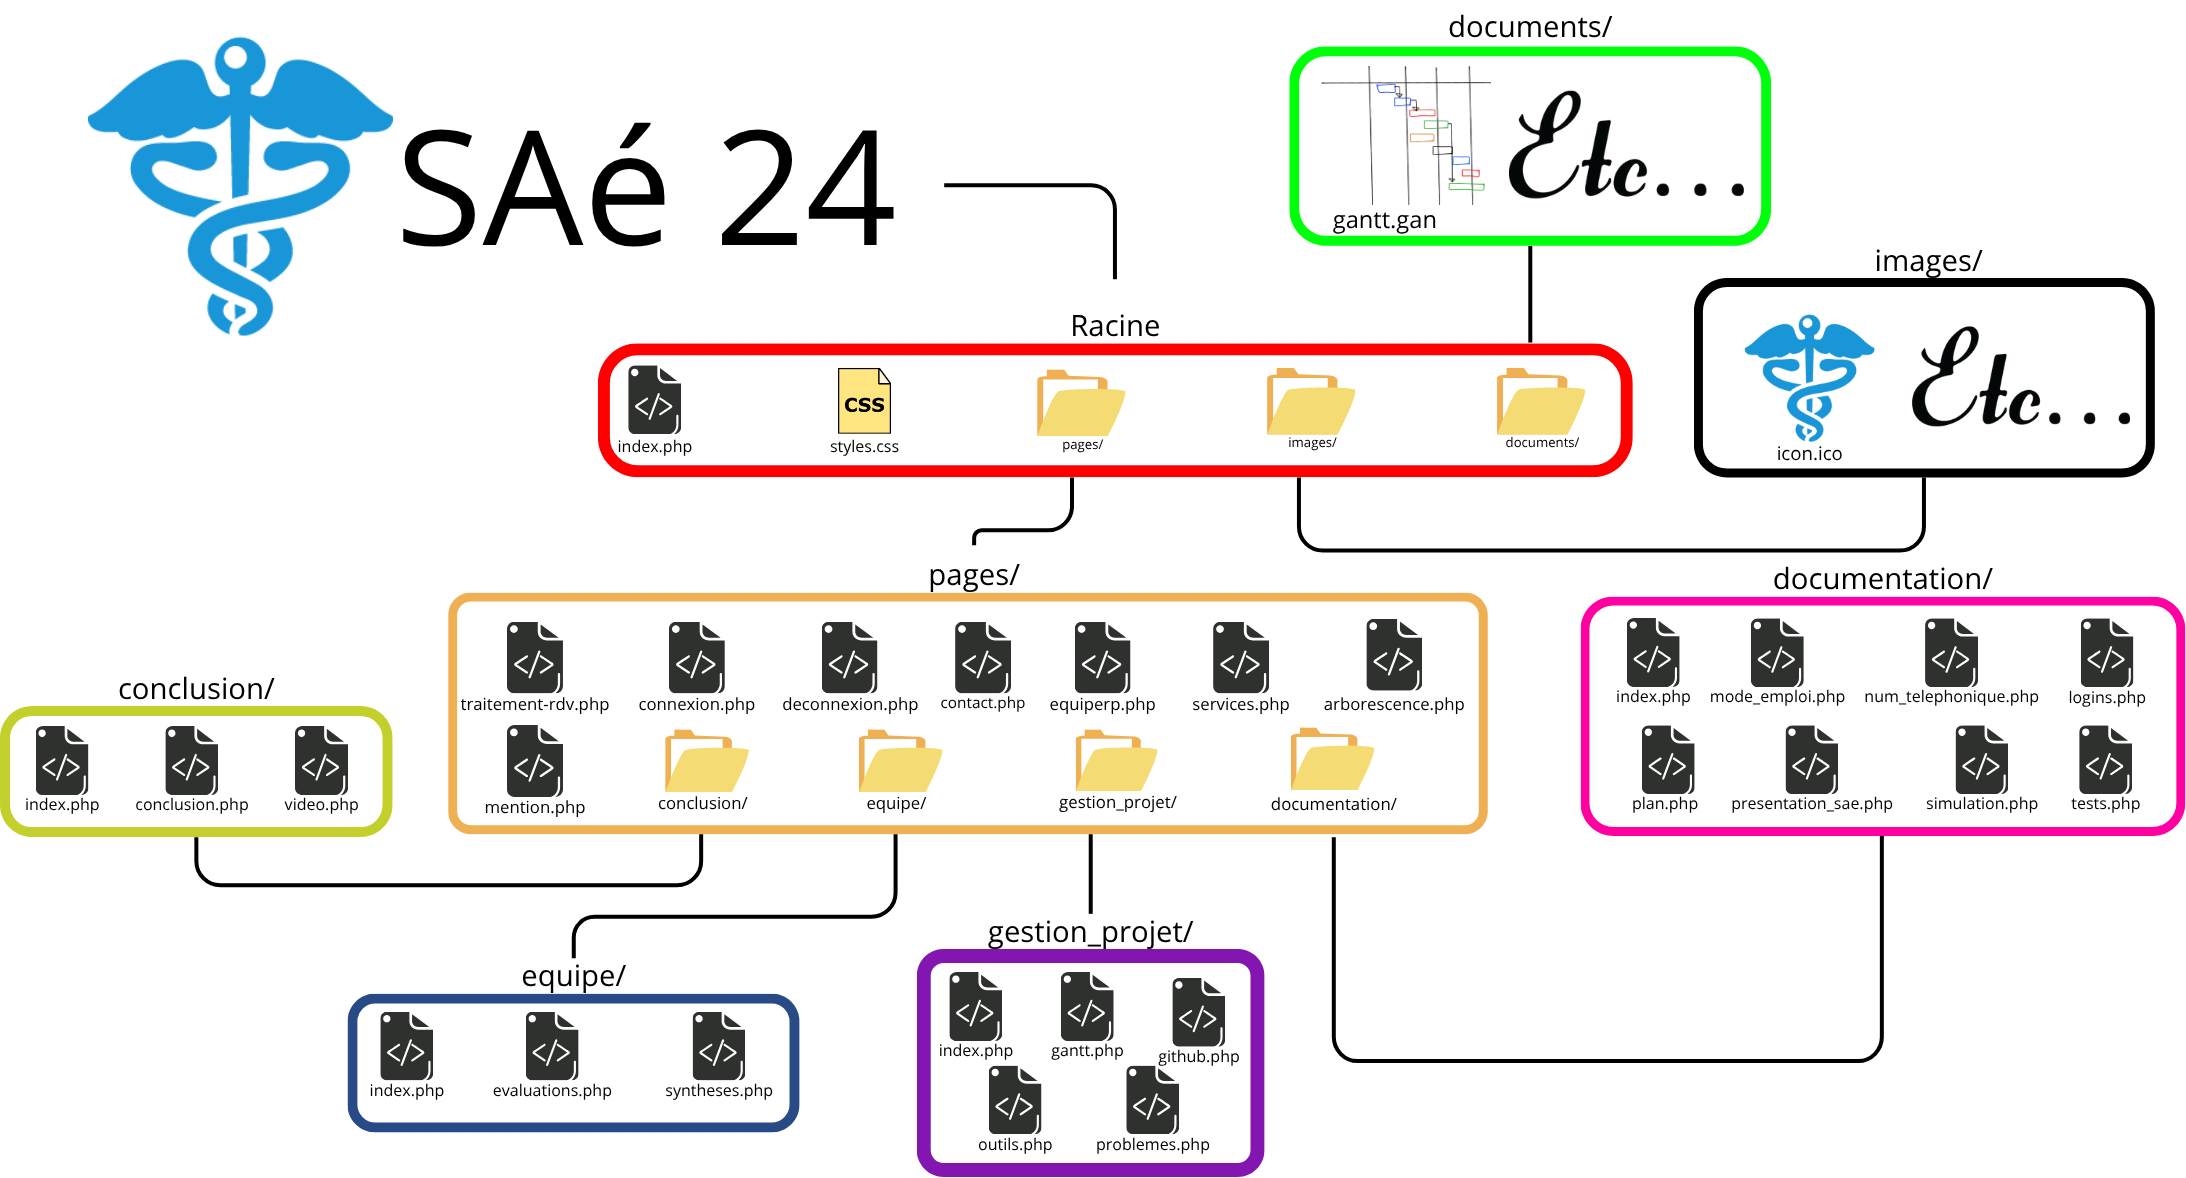 SAé 24
documents/
gantt.gan
Etc...
images/
icon.ico
Etc...
Racine
index.php
CSS
styles.css
pages/
images/
documents/
pages/
traitement-rdv.php
connexion.php
deconnexion.php
contact.php
equiperp.php
services.php
arborescence.php
mention.php
conclusion/
equipe/
gestion_projet/
documentation/
documentation/
index.php
mode_emploi.php
num_telephonique.php
logins.php
plan.php
presentation_sae.php
simulation.php
tests.php
conclusion/
index.php
conclusion.php
video.php
equipe/
index.php
evaluations.php
syntheses.php
gestion_projet/
index.php
gantt.php
github.php
outils.php
problemes.php